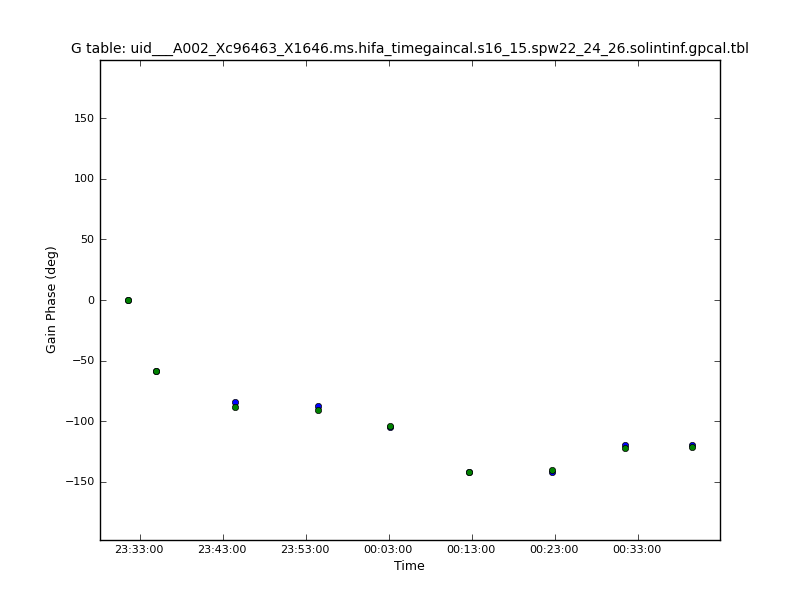 G table: uid___A002_Xc96463_X1646.ms.hifa_timegaincal.s16_15.spw22_24_26.solintinf.gpcal.tbl
150
100
50
0
−50
−100
−150
Gain Phase (deg)
23:33:00 23:43:00 23:53:00 00:03:00 00:13:00 00:23:00 00:33:00
Time